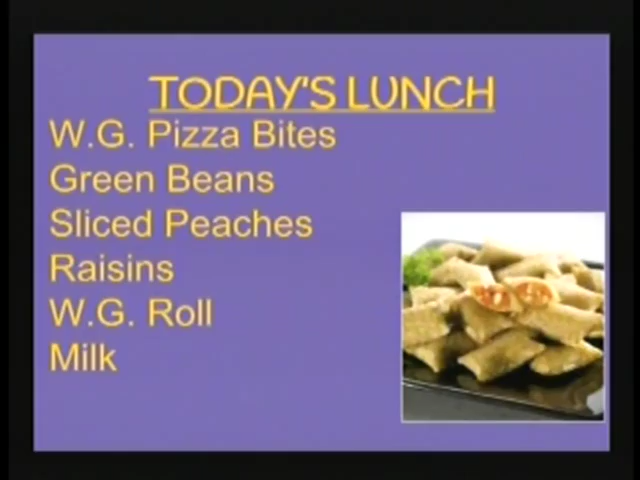 TODAY'S LUNCH
W.G. Pizza Bites
Green Beans
Sliced Peaches
Raisins
W.G. Roll
Milk